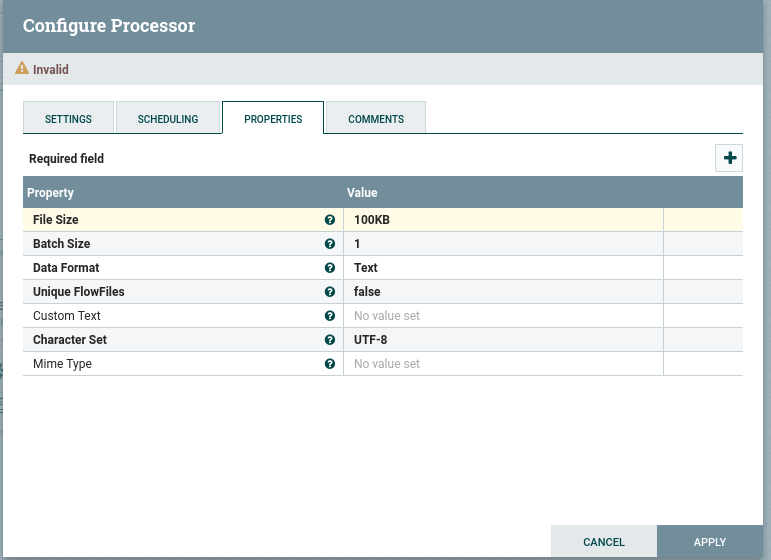 Configure Processor
Invalid
SETTINGS SCHEDULING PROPERTIES COMMENTS
Required field
Property Value
File Size 100KB
Batch Size 1
Data Format Text
Unique FlowFiles false
Custom Text No value set
Character Set UTF-8
Mime Type No value set
CANCEL APPLY